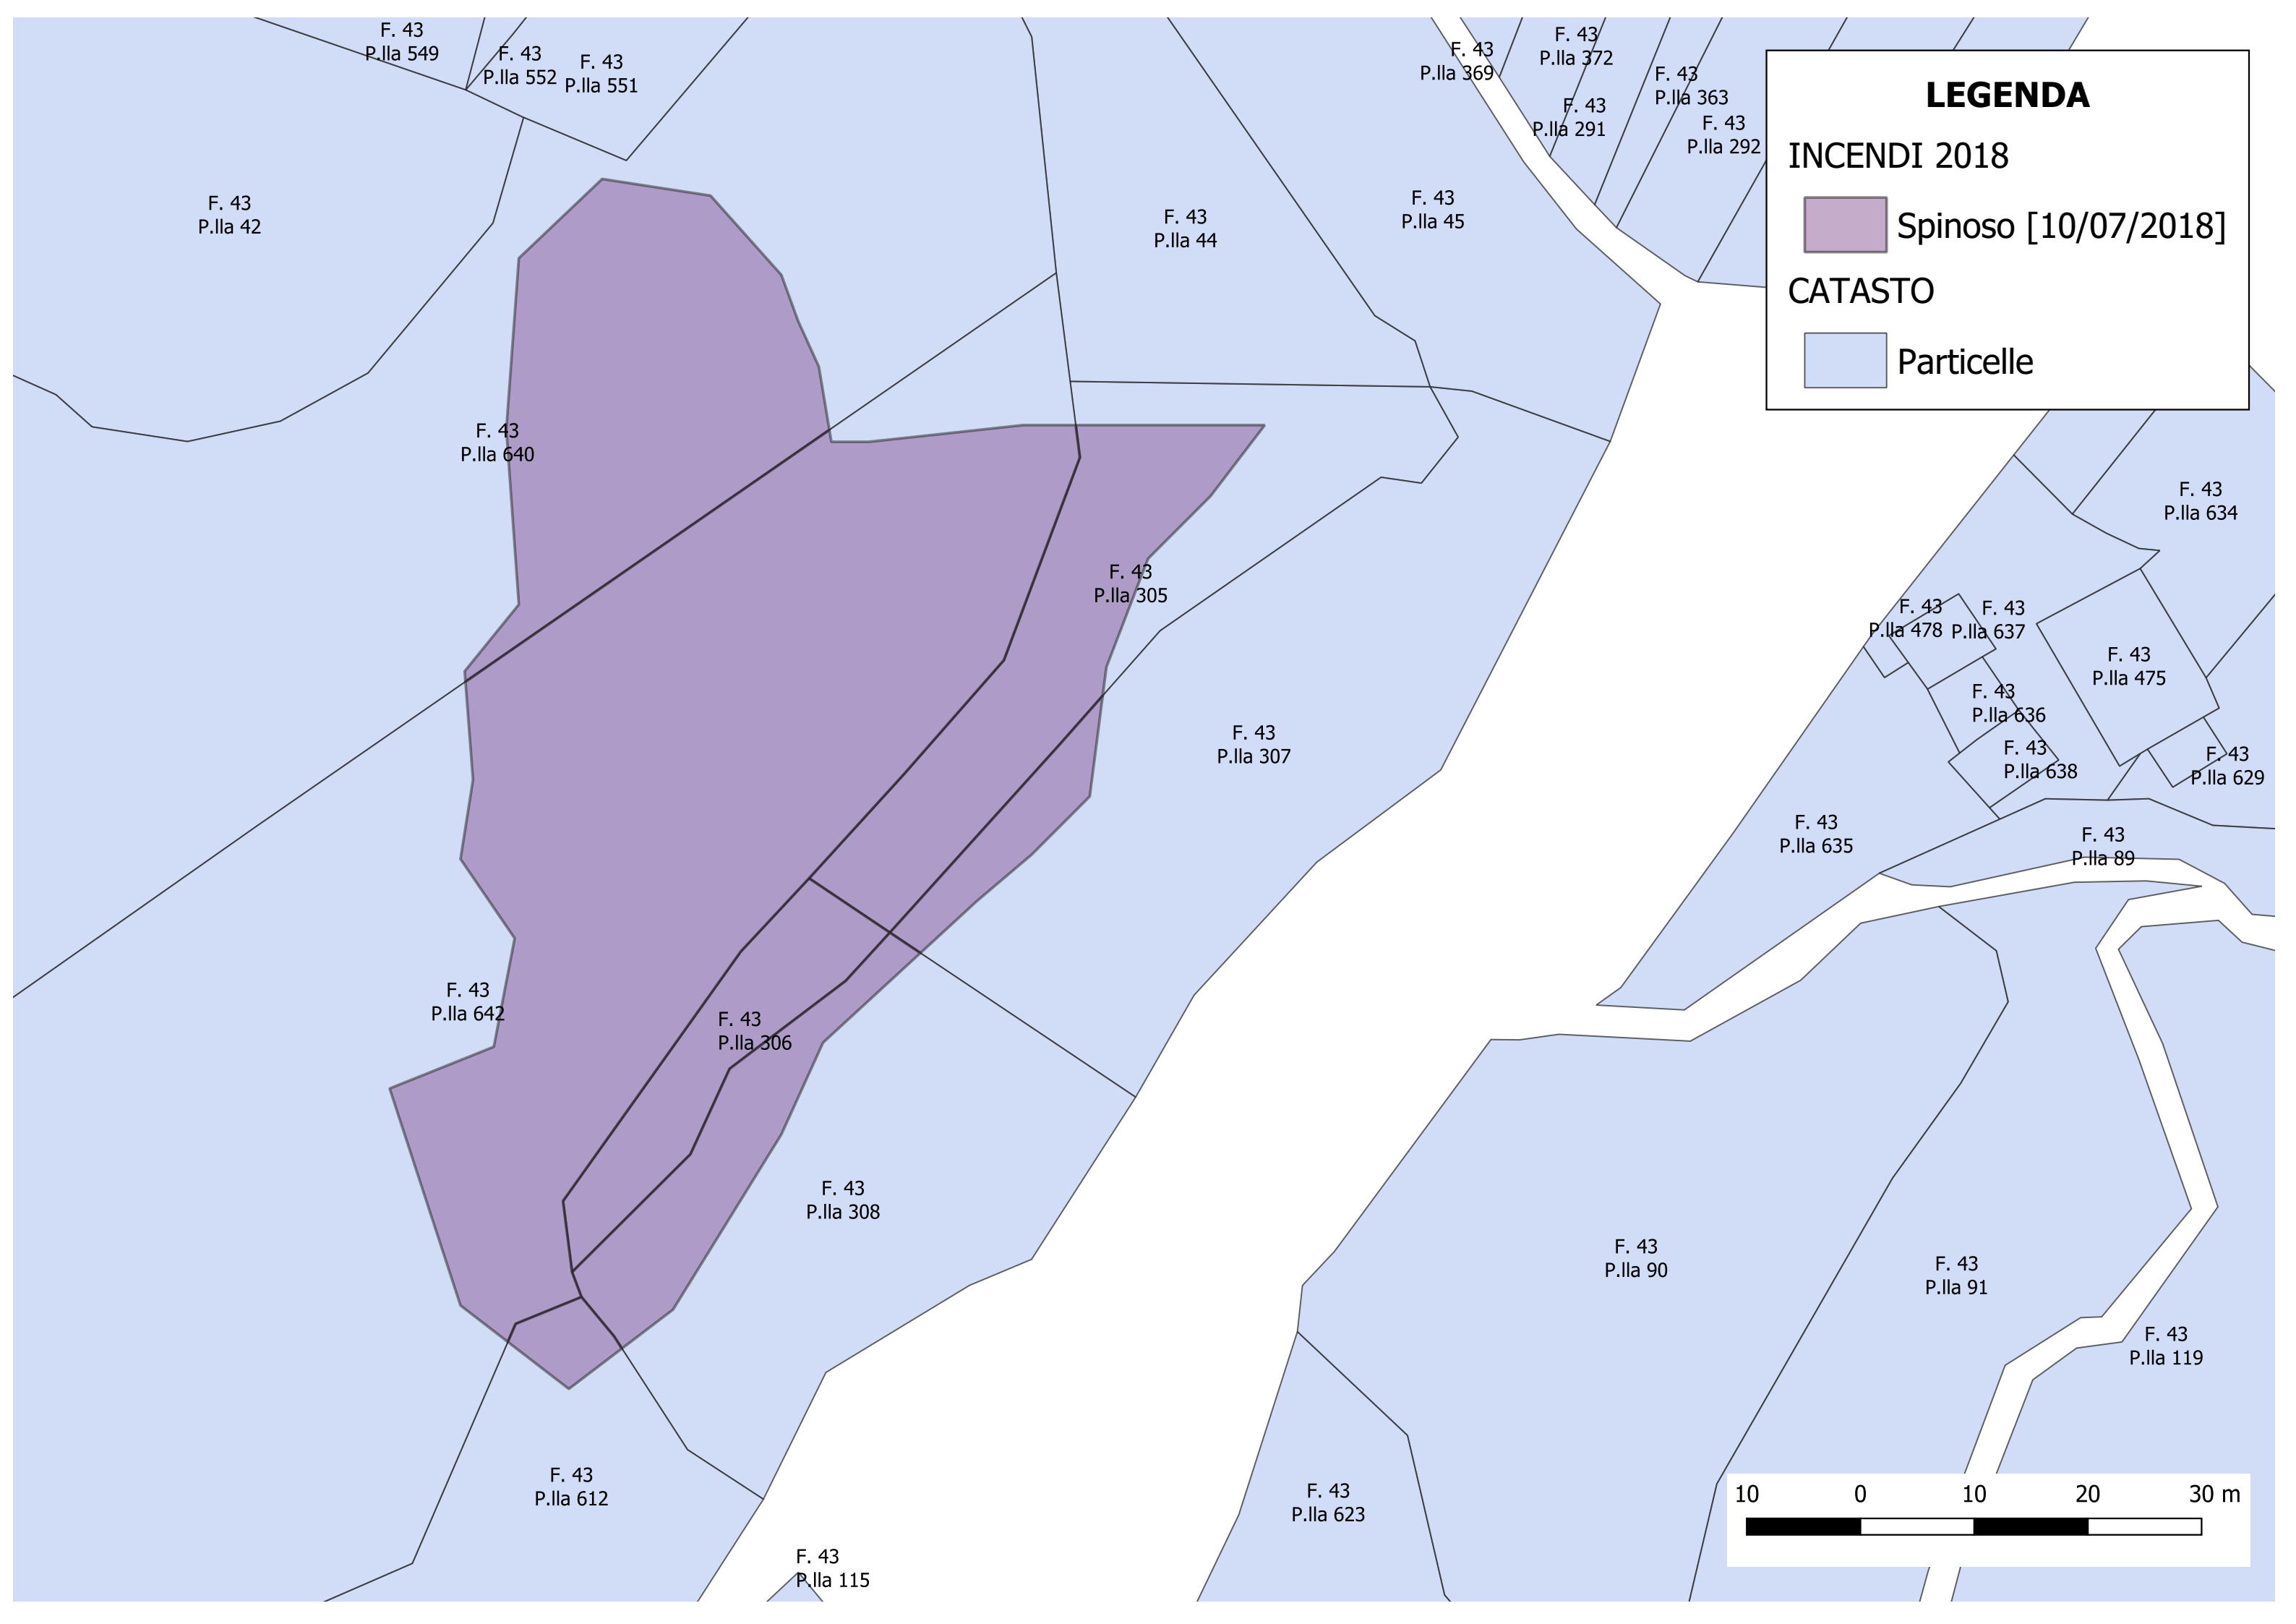 F. 43
P.lla 549
F. 43
P.lla 552
F. 43
P.lla 551
F. 43
P.lla 369
F. 43
P.lla 372
F. 43
P.lla 291
F. 43
P.lla 363
F. 43
P.lla 292
LEGENDA
INCENDI 2018
Spinoso [10/07/2018]
CATASTO
Particelle
F. 43
P.lla 42
F. 43
P.lla 44
F. 43
P.lla 45
F. 43
P.lla 640
F. 43
P.lla 634
F. 43
P.lla 305
F. 43
P.lla 478
F. 43
P.lla 637
F. 43
P.lla 475
F. 43
P.lla 636
F. 43
P.lla 307
F. 43
P.lla 638
F. 43
P.lla 629
F. 43
P.lla 635
F. 43
P.lla 89
F. 43
P.lla 642
F. 43
P.lla 306
F. 43
P.lla 308
F. 43
P.lla 90
F. 43
P.lla 91
F. 43
P.lla 119
F. 43
P.lla 612
F. 43
P.lla 623
10 0 10 20 30 m
F. 43
P.lla 115